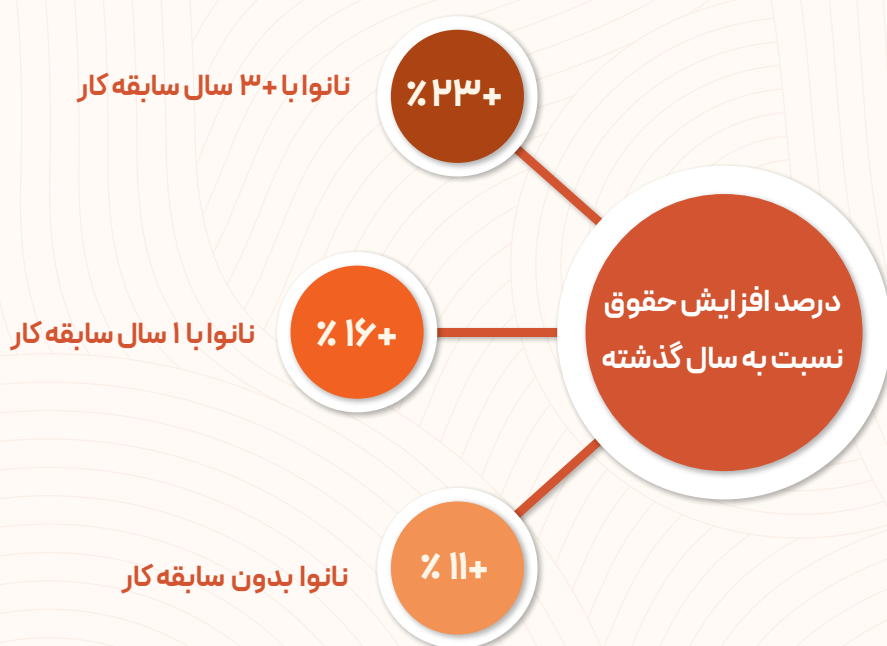 درصد افزایش حقوق
نسبت به سال گذشته
+۲۳٪
نانوا با +۳ سال سابقه کار
+۱۶ ٪
نانوا با ۱ سال سابقه کار
+۱۱ ٪
نانوا بدون سابقه کار